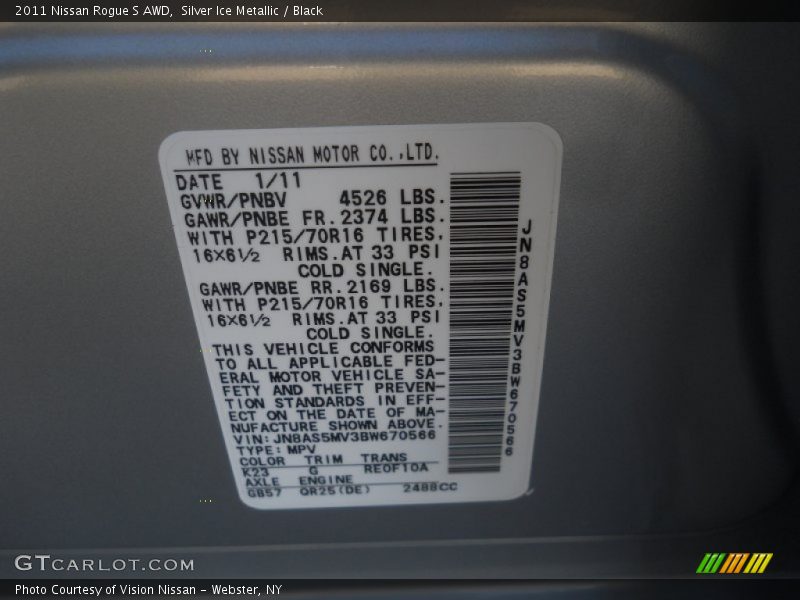 2011 Nissan Rogue S AWD,  Silver Ice Metallic / Black
MFD BY NISSAN MOTOR CO.,LTD.
DATE 1/11
GVWR/PNBV 4526 LBS.
GAWR/PNBE FR. 2374 LBS.
WITH P215/70R16 TIRES.
16×6½ RIMS.AT 33 PSI
COLD SINGLE.
GAWR/PNBE RR. 2169 LBS.
WITH P215/70R16 TIRES.
16×6½ RIMS.AT 33 PSI
COLD SINGLE.
THIS VEHICLE CONFORMS
TO ALL APPLICABLE FED-
ERAL MOTOR VEHICLE SA-
FETY AND THEFT PREVEN-
TION STANDARDS IN EFF-
ECT ON THE DATE OF MA-
NUFACTURE SHOWN ABOVE.
VIN: JN8AS5MV3BW670566
TYPE: MPV
COLOR TRIM TRANS
K23 G RE0F10A
AXLE ENGINE
GB57 QR25(DE) 2488CC
JN8AS5MV3BW670566
GTCARLOT.COM
Photo Courtesy of Vision Nissan - Webster, NY